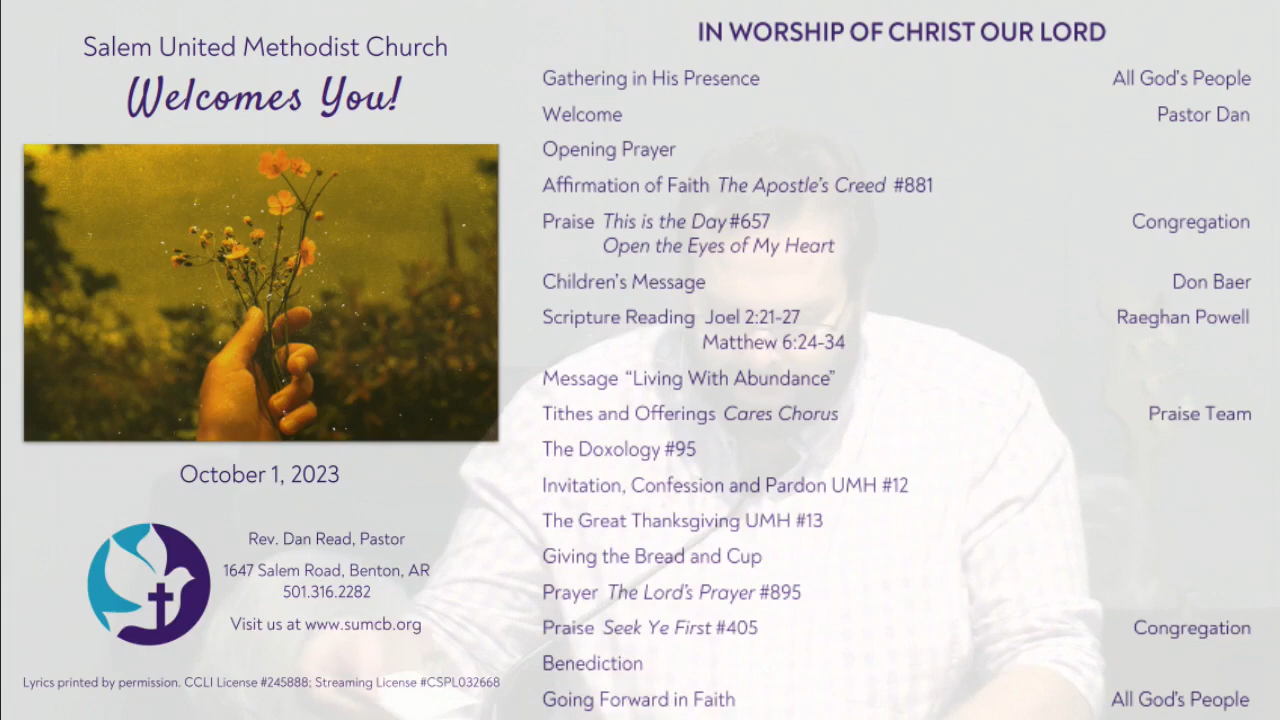 Salem United Methodist Church
Welcomes You!
October 1, 2023
Rev. Dan Read, Pastor
1647 Salem Road, Benton, AR
501.316.2282
Visit us at www.sumcb.org
Lyrics printed by permission. CCLI License #245888; Streaming License #CSPL032668
IN WORSHIP OF CHRIST OUR LORD
Gathering in His Presence All God's People
Welcome Pastor Dan
Opening Prayer
Affirmation of Faith The Apostle's Creed #881
Praise This is the Day #657 Congregation
Open the Eyes of My Heart
Children's Message Don Baer
Scripture Reading Joel 2:21-27 Raeghan Powell
Matthew 6:24-34
Message “Living With Abundance”
Tithes and Offerings Cares Chorus Praise Team
The Doxology #95
Invitation, Confession and Pardon UMH #12
The Great Thanksgiving UMH #13
Giving the Bread and Cup
Prayer The Lord's Prayer #895
Praise Seek Ye First #405 Congregation
Benediction
Going Forward in Faith All God's People